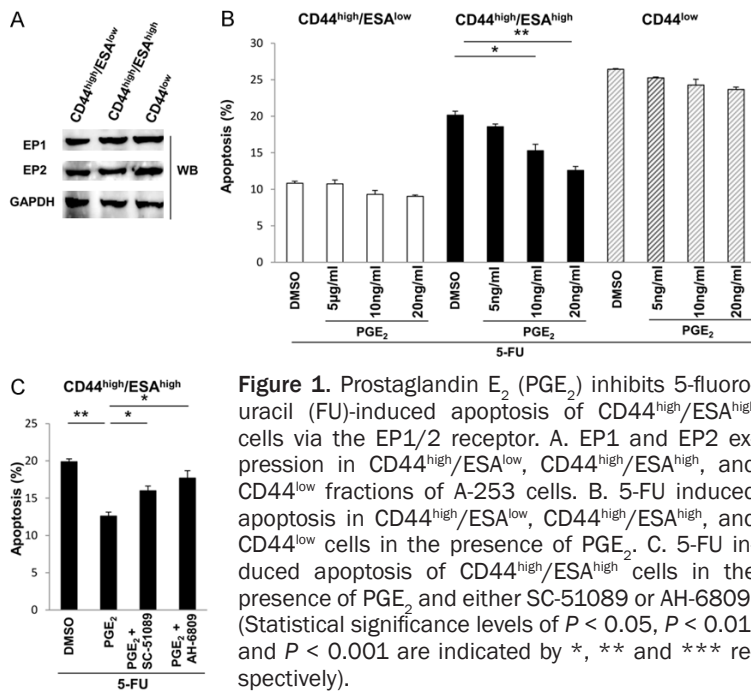 A
CD44high/ESAlow
CD44high/ESAhigh
CD44low
EP1
EP2
GAPDH
WB
B
CD44high/ESAlow CD44high/ESAhigh CD44low
**
*
Apoptosis (%)
30
25
20
15
10
5
0
DMSO 5μg/ml 10ng/ml 20ng/ml DMSO 5ng/ml 10ng/ml 20ng/ml DMSO 5ng/ml 10ng/ml 20ng/ml
PGE2 PGE2 PGE2
5-FU
C
CD44high/ESAhigh
*
** *
Apoptosis (%)
25
20
15
10
5
0
DMSO
PGE2
PGE2 + SC-51089
PGE2 + AH-6809
5-FU
Figure 1. Prostaglandin E2 (PGE2) inhibits 5-fluoro
uracil (FU)-induced apoptosis of CD44high/ESAhigh
cells via the EP1/2 receptor. A. EP1 and EP2 ex
pression in CD44high/ESAlow, CD44high/ESAhigh, and
CD44low fractions of A-253 cells. B. 5-FU induced
apoptosis in CD44high/ESAlow, CD44high/ESAhigh, and
CD44low cells in the presence of PGE2. C. 5-FU in
duced apoptosis of CD44high/ESAhigh cells in the
presence of PGE2 and either SC-51089 or AH-6809
(Statistical significance levels of P < 0.05, P < 0.01
and P < 0.001 are indicated by *, ** and *** re
spectively).